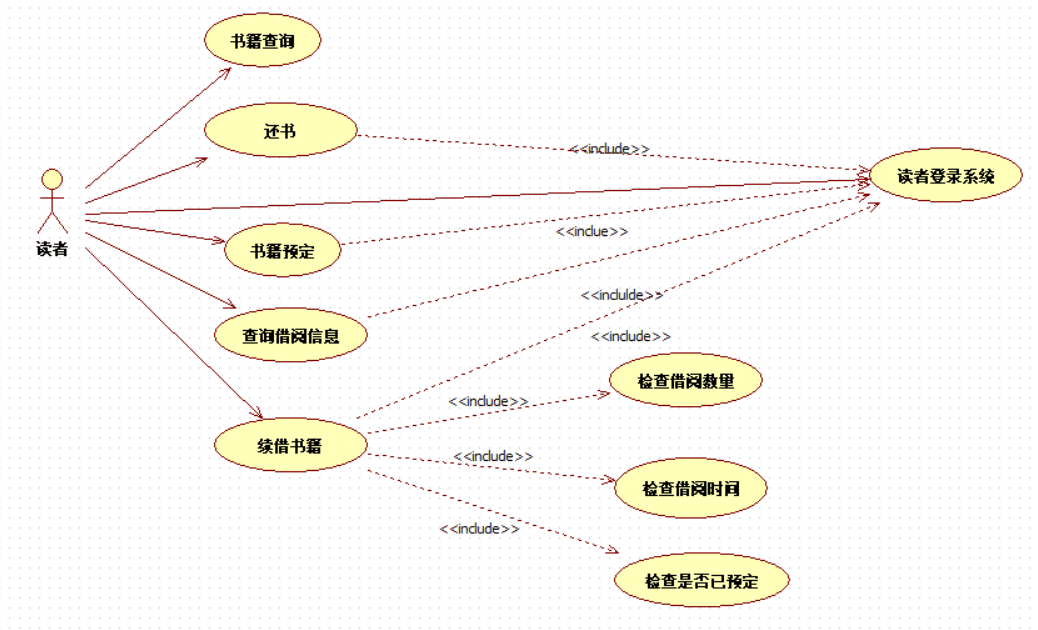 书籍查询
还书
<<include>>
读者登录系统
读者
<<inclue>>
书籍预定
<<inculde>>
查询借阅信息
<<include>>
检查借阅数量
<<include>>
续借书籍
<<include>>
检查借阅时间
<<include>>
检查是否已预定